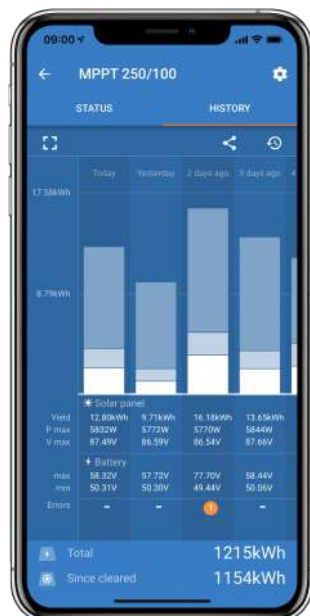 09:00
MPPT 250/100
STATUS HISTORY
Today Yesterday 2 days ago 3 days ago 4
17.58kWh
8.79kWh
Solar panel
Yield 12.80kWh 9.71kWh 16.18kWh 13.65kWh
P max 5832W 5772W 5770W 5844W
V max 87.49V 86.59V 86.54V 87.66V
Battery
max 58.32V 57.72V 77.70V 58.44V
min 50.31V 50.30V 49.44V 50.06V
Errors - - 1 -
Total 1215kWh
Since cleared 1154kWh